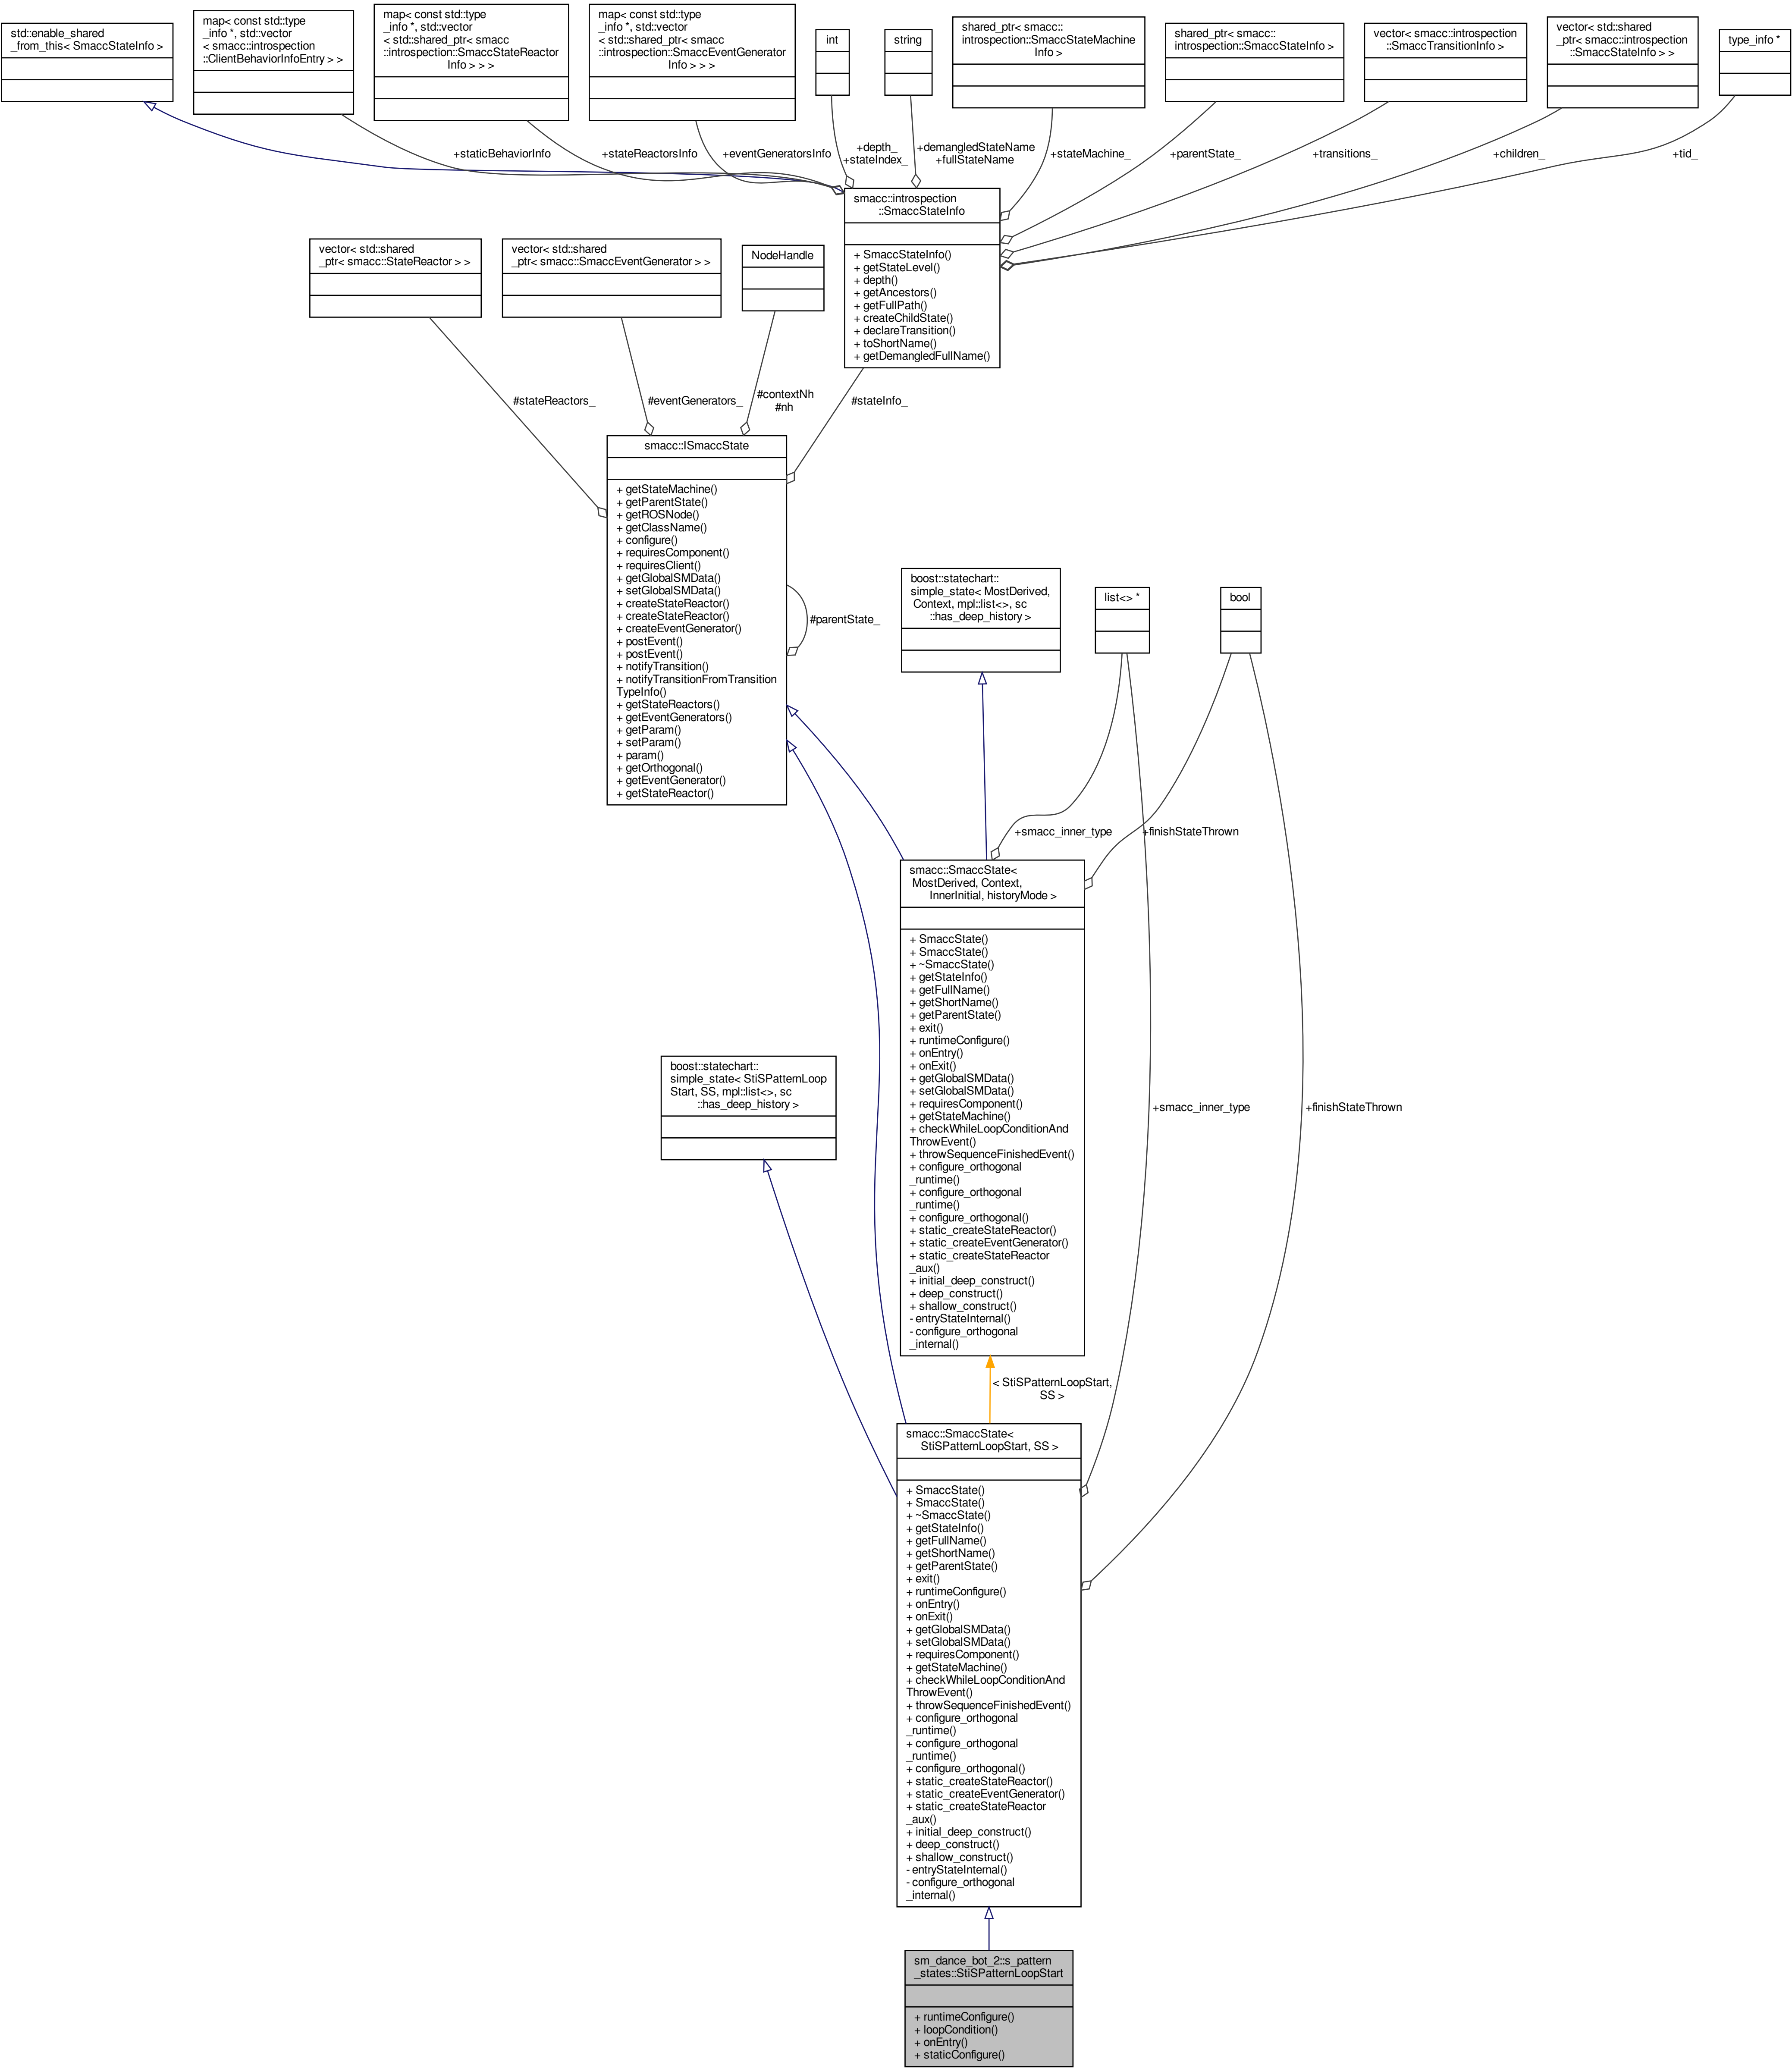 std::enable_shared
_from_this< SmaccStateInfo >
map< const std::type
_info *, std::vector
< smacc::introspection
::ClientBehaviorInfoEntry > >
map< const std::type
_info *, std::vector
< std::shared_ptr< smacc
::introspection::SmaccStateReactor
Info > > >
map< const std::type
_info *, std::vector
< std::shared_ptr< smacc
::introspection::SmaccEventGenerator
Info > > >
int
string
shared_ptr< smacc::
introspection::SmaccStateMachine
Info >
shared_ptr< smacc::
introspection::SmaccStateInfo >
vector< smacc::introspection
::SmaccTransitionInfo >
vector< std::shared
_ptr< smacc::introspection
::SmaccStateInfo > >
type_info *
+staticBehaviorInfo
+stateReactorsInfo
+eventGeneratorsInfo
+depth_
+stateIndex_
+demangledStateName
+fullStateName
+stateMachine_
+parentState_
+transitions_
+children_
+tid_
smacc::introspection
::SmaccStateInfo
+ SmaccStateInfo()
+ getStateLevel()
+ depth()
+ getAncestors()
+ getFullPath()
+ createChildState()
+ declareTransition()
+ toShortName()
+ getDemangledFullName()
vector< std::shared
_ptr< smacc::StateReactor > >
vector< std::shared
_ptr< smacc::SmaccEventGenerator > >
NodeHandle
#stateReactors_
#eventGenerators_
#contextNh
#nh
#stateInfo_
smacc::ISmaccState
+ getStateMachine()
+ getParentState()
+ getROSNode()
+ getClassName()
+ configure()
+ requiresComponent()
+ requiresClient()
+ getGlobalSMData()
+ setGlobalSMData()
+ createStateReactor()
+ createStateReactor()
+ createEventGenerator()
+ postEvent()
+ postEvent()
+ notifyTransition()
+ notifyTransitionFromTransition
TypeInfo()
+ getStateReactors()
+ getEventGenerators()
+ getParam()
+ setParam()
+ param()
+ getOrthogonal()
+ getEventGenerator()
+ getStateReactor()
#parentState_
boost::statechart::
simple_state< MostDerived,
Context, mpl::list<>, sc
::has_deep_history >
list<> *
bool
+smacc_inner_type
+finishStateThrown
smacc::SmaccState<
MostDerived, Context,
InnerInitial, historyMode >
+ SmaccState()
+ SmaccState()
+ ~SmaccState()
+ getStateInfo()
+ getFullName()
+ getShortName()
+ getParentState()
+ exit()
+ runtimeConfigure()
+ onEntry()
+ onExit()
+ getGlobalSMData()
+ setGlobalSMData()
+ requiresComponent()
+ getStateMachine()
+ checkWhileLoopConditionAnd
ThrowEvent()
+ throwSequenceFinishedEvent()
+ configure_orthogonal
_runtime()
+ configure_orthogonal
_runtime()
+ configure_orthogonal()
+ static_createStateReactor()
+ static_createEventGenerator()
+ static_createStateReactor
_aux()
+ initial_deep_construct()
+ deep_construct()
+ shallow_construct()
- entryStateInternal()
- configure_orthogonal
_internal()
boost::statechart::
simple_state< StiSPatternLoop
Start, SS, mpl::list<>, sc
::has_deep_history >
+smacc_inner_type
+finishStateThrown
< StiSPatternLoopStart,
SS >
smacc::SmaccState<
StiSPatternLoopStart, SS >
+ SmaccState()
+ SmaccState()
+ ~SmaccState()
+ getStateInfo()
+ getFullName()
+ getShortName()
+ getParentState()
+ exit()
+ runtimeConfigure()
+ onEntry()
+ onExit()
+ getGlobalSMData()
+ setGlobalSMData()
+ requiresComponent()
+ getStateMachine()
+ checkWhileLoopConditionAnd
ThrowEvent()
+ throwSequenceFinishedEvent()
+ configure_orthogonal
_runtime()
+ configure_orthogonal
_runtime()
+ configure_orthogonal()
+ static_createStateReactor()
+ static_createEventGenerator()
+ static_createStateReactor
_aux()
+ initial_deep_construct()
+ deep_construct()
+ shallow_construct()
- entryStateInternal()
- configure_orthogonal
_internal()
sm_dance_bot_2::s_pattern
_states::StiSPatternLoopStart
+ runtimeConfigure()
+ loopCondition()
+ onEntry()
+ staticConfigure()